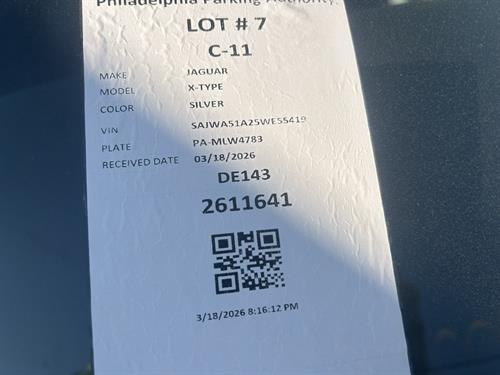 Philadelphia Parking Authority
LOT # 7
C-11
MAKE JAGUAR
MODEL X-TYPE
COLOR SILVER
VIN SAJWA51A25WE55419
PLATE PA-MLW4783
RECEIVED DATE 03/18/2026
DE143
2611641
3/18/2026 8:16:12 PM